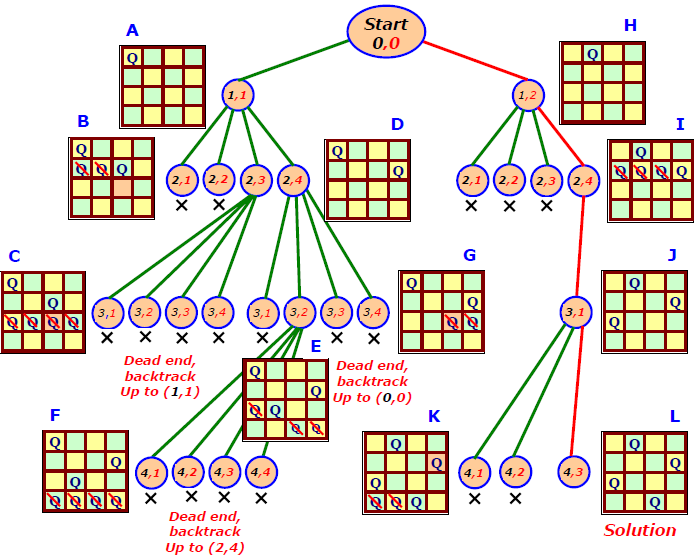 Start
0,0
A
H
1,1
1,2
B
D
I
Q
Q
Q
Q
Q Q Q
Q
Q
Q
Q Q Q Q
2,1
2,2
2,3
2,4
2,1
2,2
2,3
2,4
× ×
× × ×
C
G
J
Q
Q
Q Q Q Q
Q
Q
Q Q
Q
Q
Q
3,1
3,2
3,3
3,4
3,1
3,2
3,3
3,4
3,1
× × × ×
× × ×
Dead end,
backtrack
Up to (1,1)
E
Q
Q
Q Q
Q Q
Dead end,
backtrack
Up to (0,0)
F
K
L
Q
Q
Q
Q Q Q Q
4,1
4,2
4,3
4,4
× × × ×
Q
Q
Q
Q Q Q
4,1
4,2
4,3
× ×
Q
Q
Q
Q
Dead end,
backtrack
Up to (2,4)
Solution